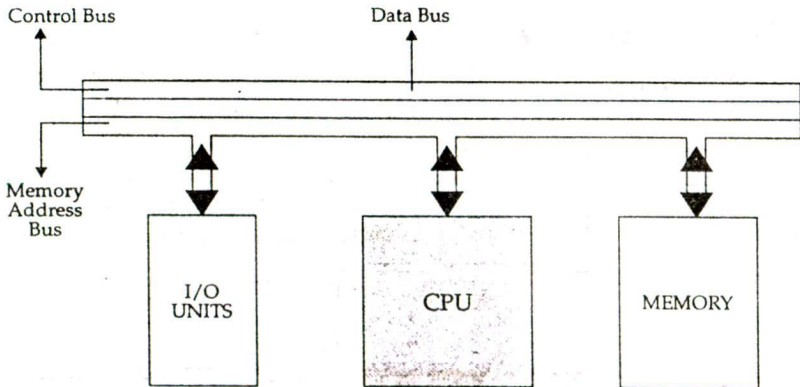 Control Bus
Data Bus
Memory
Address
Bus
I/O
UNITS
CPU
MEMORY